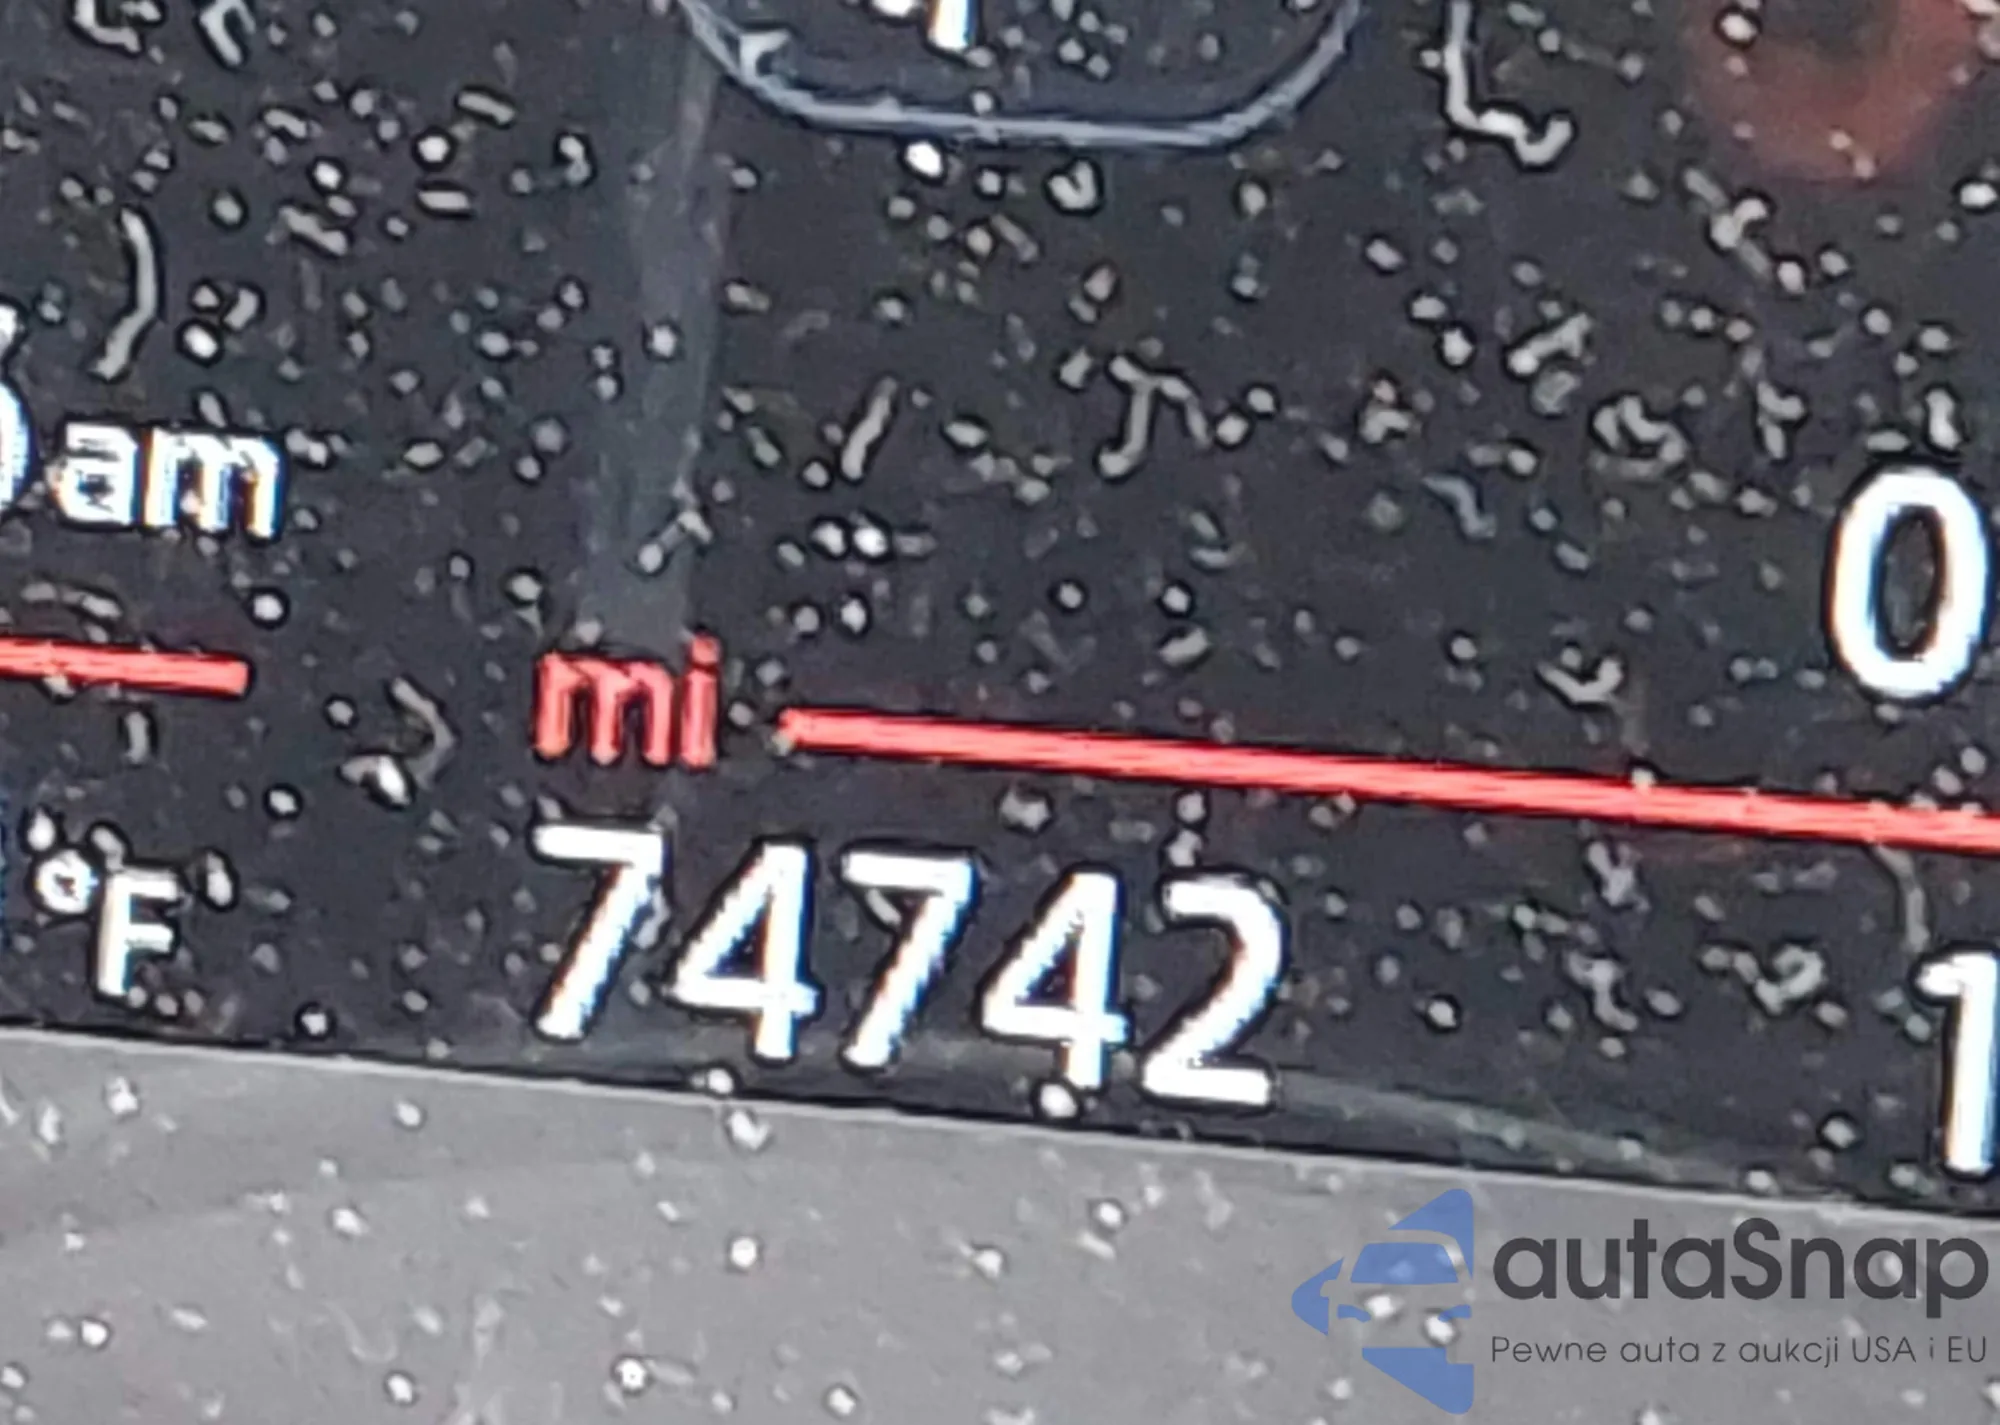 am
0
mi
°F
74742
1
autaSnap
Pewne auta z aukcji USA i EU